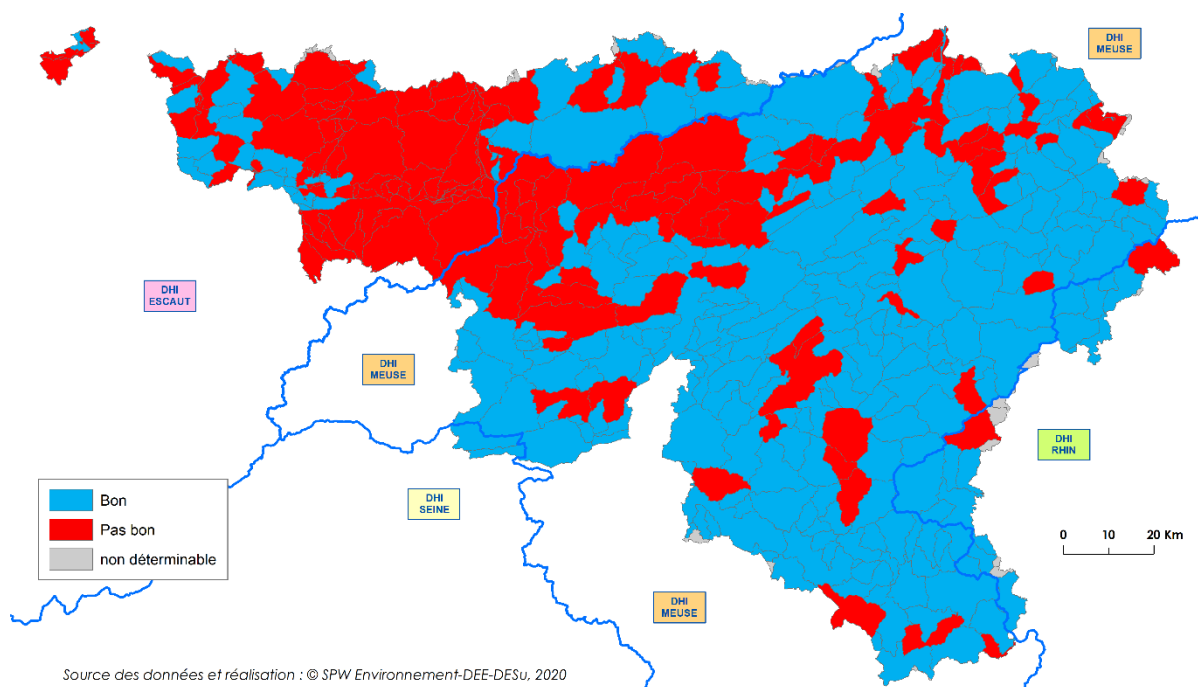 DHI
MEUSE
DHI
ESCAUT
DHI
MEUSE
DHI
RHIN
DHI
SEINE
Bon
Pas bon
non déterminable
0 10 20 Km
DHI
MEUSE
Source des données et réalisation : © SPW Environnement-DEE-DESu, 2020